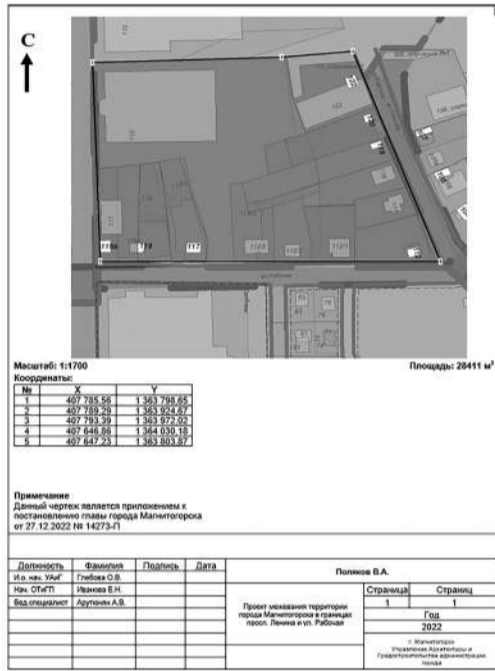 С
Масштаб: 1:1700 Площадь: 28411 м²
Координаты:
№ X Y
1 407 785,56 1 363 798,65
2 407 789,29 1 363 924,67
3 407 793,39 1 363 972,02
4 407 646,86 1 364 030,18
5 407 647,23 1 363 803,87
Примечание
Данный чертеж является приложением к
постановлению главы города Магнитогорска
от 27.12.2022 № 14273-П
Должность Фамилия Подпись Дата
И.о. нач. УАиГ Глебова О.В.
Нач. ОТиГП Иванова Е.Н.
Вед.специалист Арутюнян А.В.
Поляков В.А.
Проект межевания территории
города Магнитогорска в границах
просп. Ленина и ул. Рабочая
Страница Страниц
1 1
Год
2022
г. Магнитогорск
Управление Архитектуры и
Градостроительства администрации
города